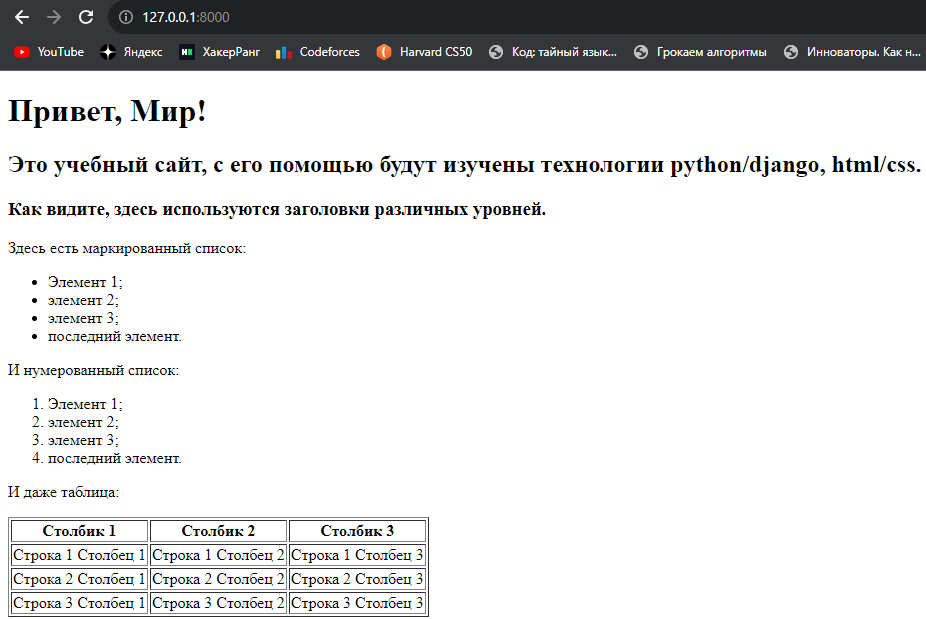 127.0.0.1:8000
YouTube Яндекс ХакерРанг Codeforces Harvard CS50 Код: тайный язык... Грокаем алгоритмы Инноваторы. Как н...
Привет, Мир!
Это учебный сайт, с его помощью будут изучены технологии python/django, html/css.
Как видите, здесь используются заголовки различных уровней.
Здесь есть маркированный список:
• Элемент 1;
• элемент 2;
• элемент 3;
• последний элемент.
И нумерованный список:
1. Элемент 1;
2. элемент 2;
3. элемент 3;
4. последний элемент.
И даже таблица:
Столбик 1 Столбик 2 Столбик 3
Строка 1 Столбец 1 Строка 1 Столбец 2 Строка 1 Столбец 3
Строка 2 Столбец 1 Строка 2 Столбец 2 Строка 2 Столбец 3
Строка 3 Столбец 1 Строка 3 Столбец 2 Строка 3 Столбец 3